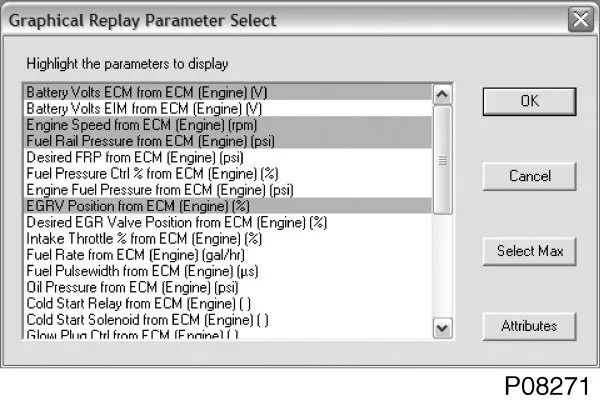 Graphical Replay Parameter Select
Highlight the parameters to display
Battery Volts ECM from ECM (Engine) (V)
Battery Volts EIM from ECM (Engine) (V)
Engine Speed from ECM (Engine) (rpm)
Fuel Rail Pressure from ECM (Engine) (psi)
Desired FRP from ECM (Engine) (psi)
Fuel Pressure Ctrl % from ECM (Engine) (%)
Engine Fuel Pressure from ECM (Engine) (psi)
EGRV Position from ECM (Engine) (%)
Desired EGR Valve Position from ECM (Engine) (%)
Intake Throttle % from ECM (Engine) (%)
Fuel Rate from ECM (Engine) (gal/hr)
Fuel Pulsewidth from ECM (Engine) (µs)
Oil Pressure from ECM (Engine) (psi)
Cold Start Relay from ECM (Engine) ( )
Cold Start Solenoid from ECM (Engine) ( )
Glow Plug Ctrl from ECM (Engine) ( )
OK
Cancel
Select Max
Attributes
P08271